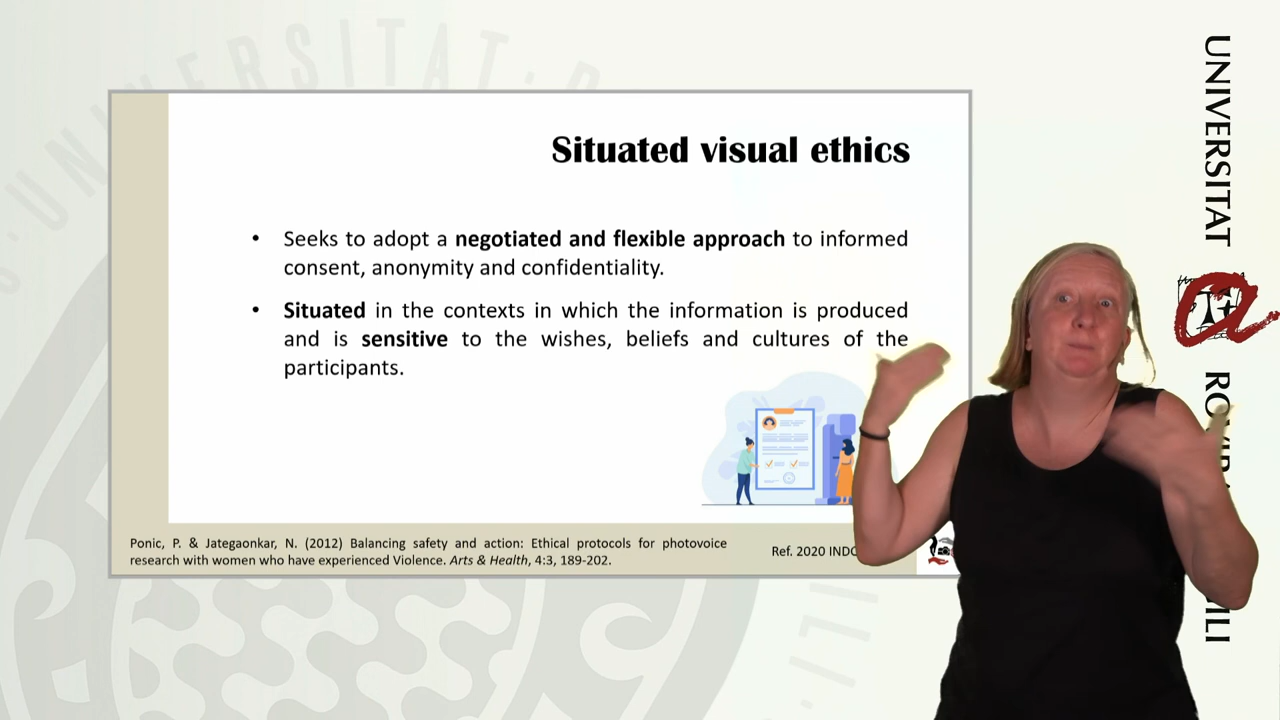 Situated visual ethics
• Seeks to adopt a negotiated and flexible approach to informed
consent, anonymity and confidentiality.
• Situated in the contexts in which the information is produced
and is sensitive to the wishes, beliefs and cultures of the
participants.
Ponic, P. & Jategaonkar, N. (2012) Balancing safety and action: Ethical protocols for photovoice
research with women who have experienced Violence. Arts & Health, 4:3, 189-202.
Ref. 2020 INDO
UNIVERSITAT